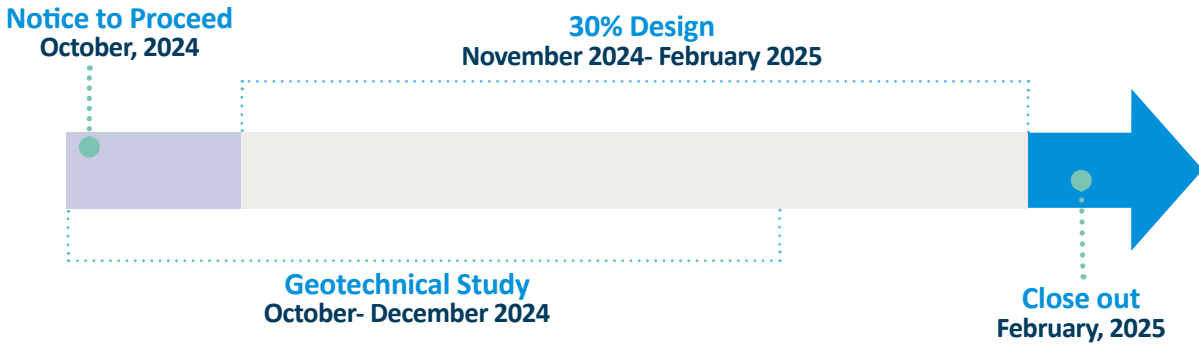 Notice to Proceed
October, 2024
30% Design
November 2024- February 2025
Geotechnical Study
October- December 2024
Close out
February, 2025